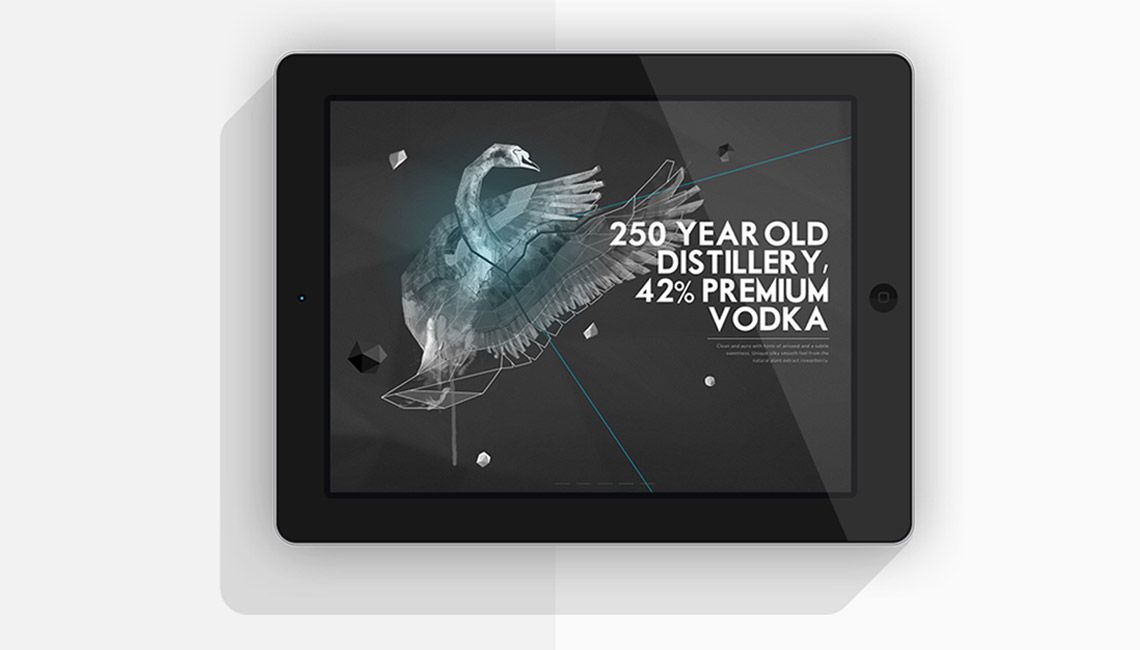 250 YEAR OLD
DISTILLERY,
42% PREMIUM
VODKA
Clean and pure with hints of aniseed and a subtle
sweetness. Unique silky smooth feel from the
natural plant extract